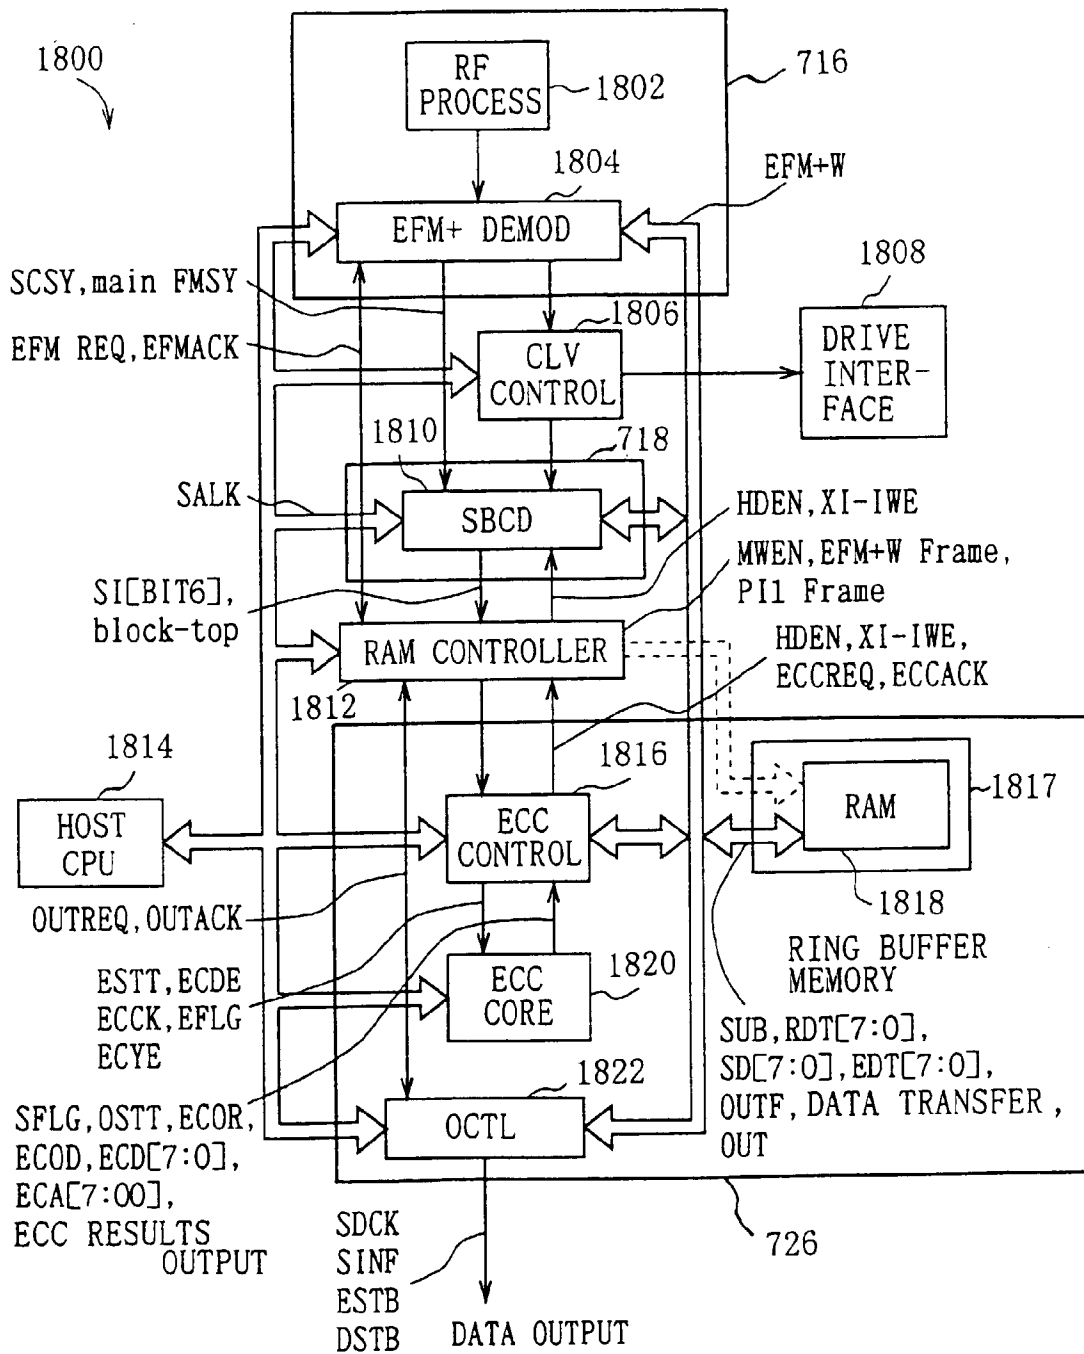 1800
RF
PROCESS
1802
716
1804
EFM+W
EFM+ DEMOD
SCSY,main FMSY
1808
1806
EFM REQ,EFMACK
CLV
CONTROL
DRIVE
INTER-
FACE
1810
718
SALK
SBCD
HDEN,XI-IWE
MWEN,EFM+W Frame,
PI1 Frame
SI[BIT6],
block-top
RAM CONTROLLER
HDEN,XI-IWE,
ECCREQ,ECCACK
1812
1814
1816
1817
HOST
CPU
ECC
CONTROL
RAM
1818
OUTREQ,OUTACK
RING BUFFER
MEMORY
ESTT,ECDE
ECCK,EFLG
ECYE
ECC
CORE
1820
SUB,RDT[7:0],
SD[7:0],EDT[7:0],
OUTF,DATA TRANSFER,
OUT
1822
SFLG,OSTT,ECOR,
ECOD,ECD[7:0],
ECA[7:00],
ECC RESULTS
OUTPUT
OCTL
726
SDCK
SINF
ESTB
DSTB
DATA OUTPUT